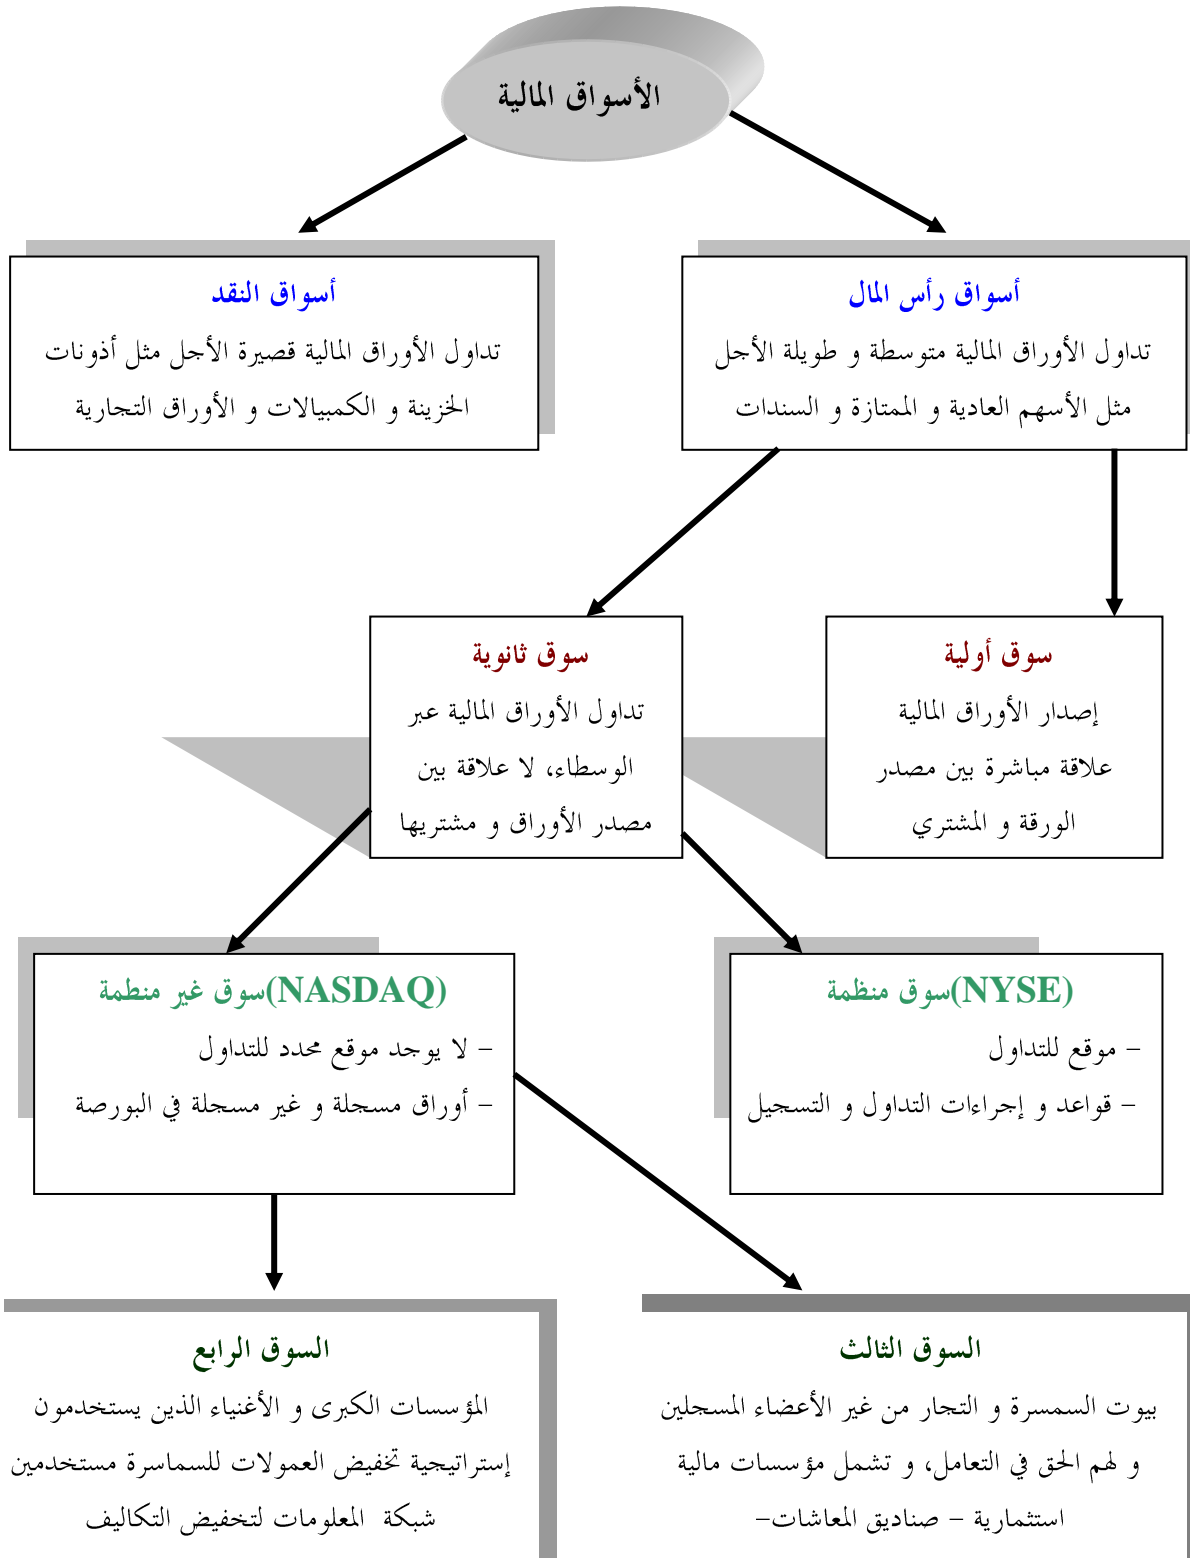 الأسواق المالية
أسواق رأس المال
تداول الأوراق المالية متوسطة و طويلة الأجل
مثل الأسهم العادية و الممتازة و السندات
أسواق النقد
تداول الأوراق المالية قصيرة الأجل مثل أذونات
الخزينة و الكمبيالات و الأوراق التجارية
سوق أولية
إصدار الأوراق المالية
علاقة مباشرة بين مصدر
الورقة و المشتري
سوق ثانوية
تداول الأوراق المالية عبر
الوسطاء، لا علاقة بين
مصدر الأوراق و مشتريها
سوق منظمة(NYSE)
- موقع للتداول
- قواعد و إجراءات التداول و التسجيل
سوق غير منظمة(NASDAQ)
- لا يوجد موقع محدد للتداول
- أوراق مسجلة و غير مسجلة في البورصة
السوق الثالث
بيوت السمسرة و التجار من غير الأعضاء المسجلين
و لهم الحق في التعامل، و تشمل مؤسسات مالية
استثمارية - صناديق المعاشات-
السوق الرابع
المؤسسات الكبرى و الأغنياء الذين يستخدمون
إستراتيجية تخفيض العمولات للسماسرة مستخدمين
شبكة المعلومات لتخفيض التكاليف